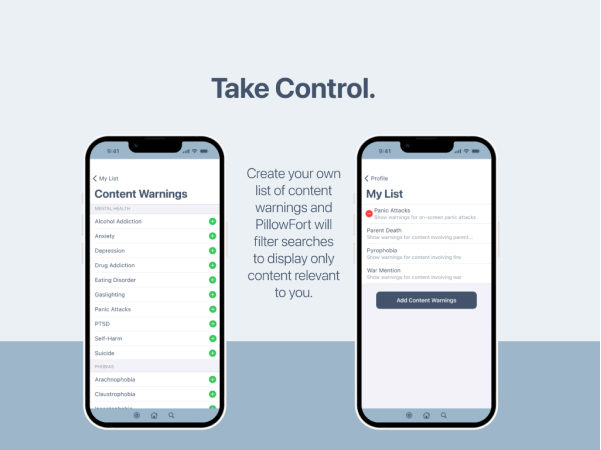 Take Control.
9:41
My List
Content Warnings
MENTAL HEALTH
Alcohol Addiction
Anxiety
Depression
Drug Addiction
Eating Disorder
Gaslighting
Panic Attacks
PTSD
Self-Harm
Suicide
PHOBIAS
Arachnophobia
Claustrophobia
Create your own
list of content
warnings and
PillowFort will
filter searches
to display only
content relevant
to you.
9:41
Profile
My List
Panic Attacks
Show warnings for on-screen panic attacks
Parent Death
Show warnings for content involving parent...
Pyrophobia
Show warnings for content involving fire
War Mention
Show warnings for content involving war
Add Content Warnings